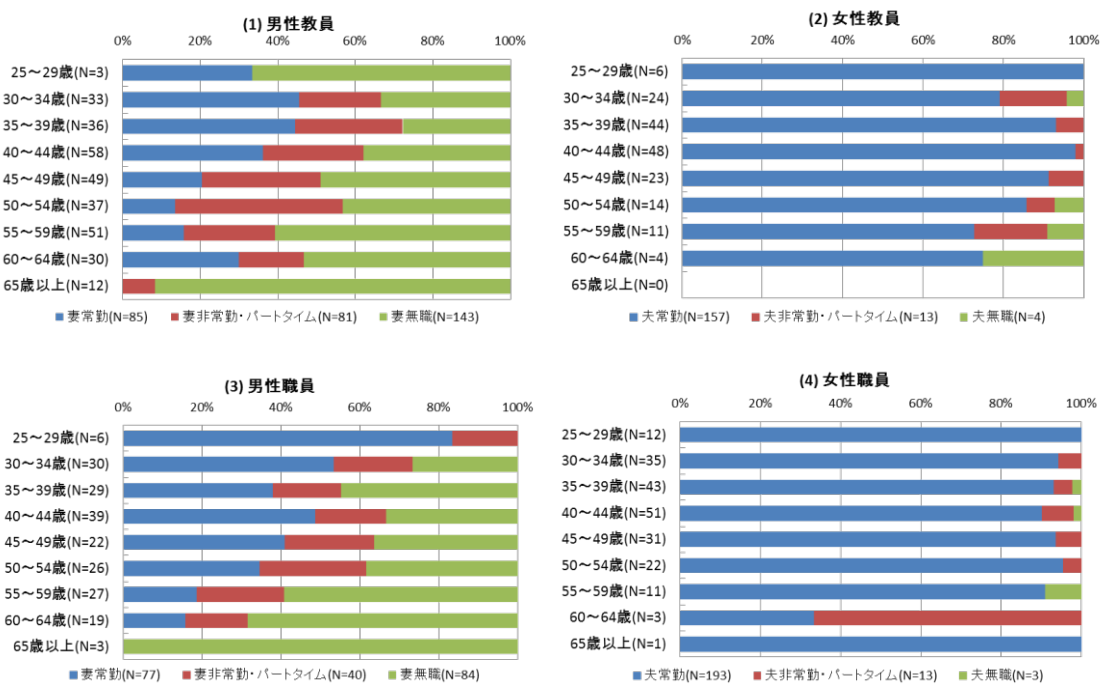 (1) 男性教員
0% 20% 40% 60% 80% 100%
25～29歳(N=3)
30～34歳(N=33)
35～39歳(N=36)
40～44歳(N=58)
45～49歳(N=49)
50～54歳(N=37)
55～59歳(N=51)
60～64歳(N=30)
65歳以上(N=12)
妻常勤(N=85) 妻非常勤・パートタイム(N=81) 妻無職(N=143)
(2) 女性教員
0% 20% 40% 60% 80% 100%
25～29歳(N=6)
30～34歳(N=24)
35～39歳(N=44)
40～44歳(N=48)
45～49歳(N=23)
50～54歳(N=14)
55～59歳(N=11)
60～64歳(N=4)
65歳以上(N=0)
夫常勤(N=157) 夫非常勤・パートタイム(N=13) 夫無職(N=4)
(3) 男性職員
0% 20% 40% 60% 80% 100%
25～29歳(N=6)
30～34歳(N=30)
35～39歳(N=29)
40～44歳(N=39)
45～49歳(N=22)
50～54歳(N=26)
55～59歳(N=27)
60～64歳(N=19)
65歳以上(N=3)
妻常勤(N=77) 妻非常勤・パートタイム(N=40) 妻無職(N=84)
(4) 女性職員
0% 20% 40% 60% 80% 100%
25～29歳(N=12)
30～34歳(N=35)
35～39歳(N=43)
40～44歳(N=51)
45～49歳(N=31)
50～54歳(N=22)
55～59歳(N=11)
60～64歳(N=3)
65歳以上(N=1)
夫常勤(N=193) 夫非常勤・パートタイム(N=13) 夫無職(N=3)